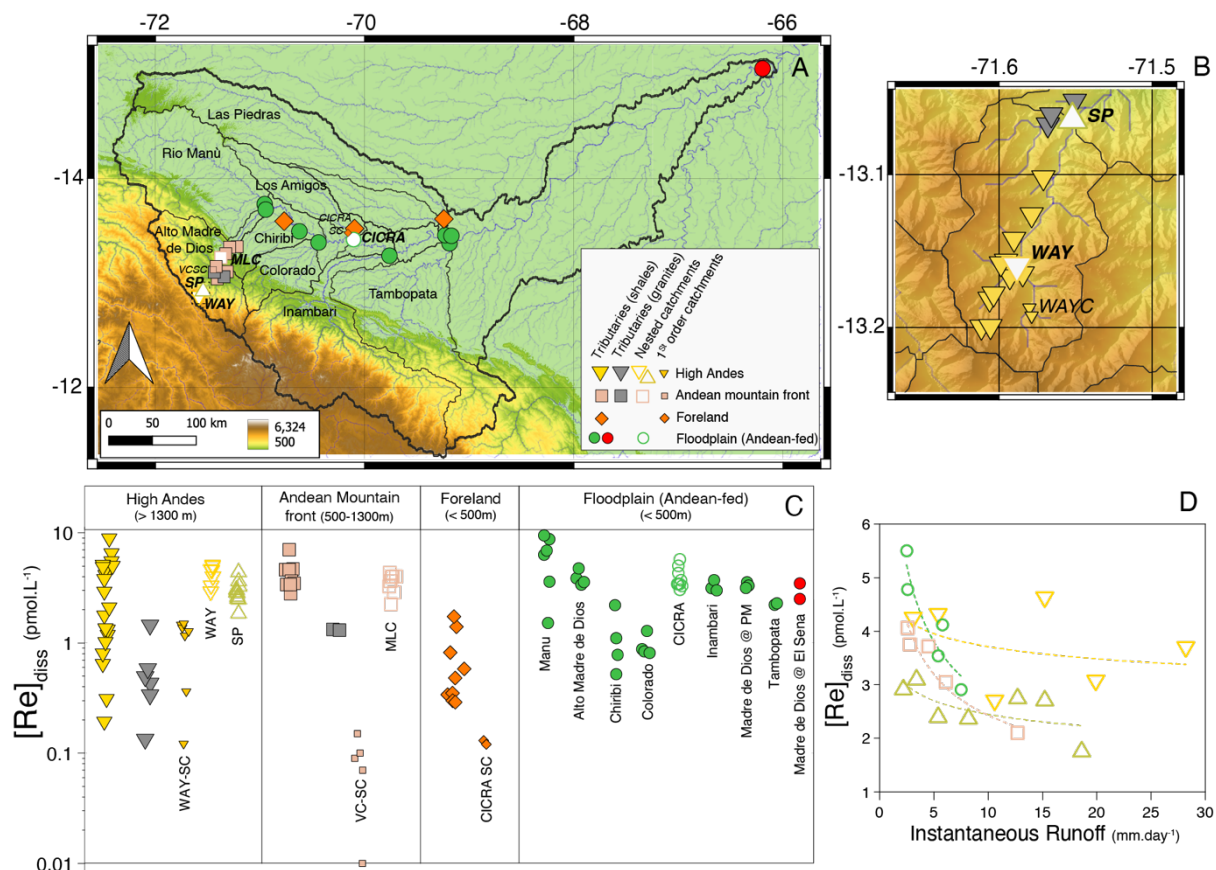 -72
-70
-68
-66
A
Las Piedras
Rio Manù
Los Amigos
-14
CICRA
SC
CICRA
Alto Madre
de Dios
Chiribi
MLC
Colorado
VCSC
SP
WAY
Tambopata
Inambari
-12
0 50 100 km
6,324
500
Tributaries (shales)
Tributaries (granites)
Nested catchments
1St order catchments
High Andes
Andean mountain front
Foreland
Floodplain (Andean-fed)
-71.6
-71.5
B
SP
-13.1
WAY
WAYC
-13.2
High Andes
(> 1300 m)
Andean Mountain
front (500-1300m)
Foreland
(< 500m)
Floodplain (Andean-fed)
(< 500m)
C
[Re]diss (pmol.L-1)
10
1
0.1
0.01
WAY-SC
WAY
SP
VC-SC
MLC
CICRA SC
Manu
Alto Madre de Dios
Chiribi
Colorado
CICRA
Inambari
Madre de Dios @ PM
Tambopata
Madre de Dios @ El Sena
D
[Re]diss (pmol.L-1)
6
5
4
3
2
1
0 5 10 15 20 25 30
Instantaneous Runoff (mm.day-1)